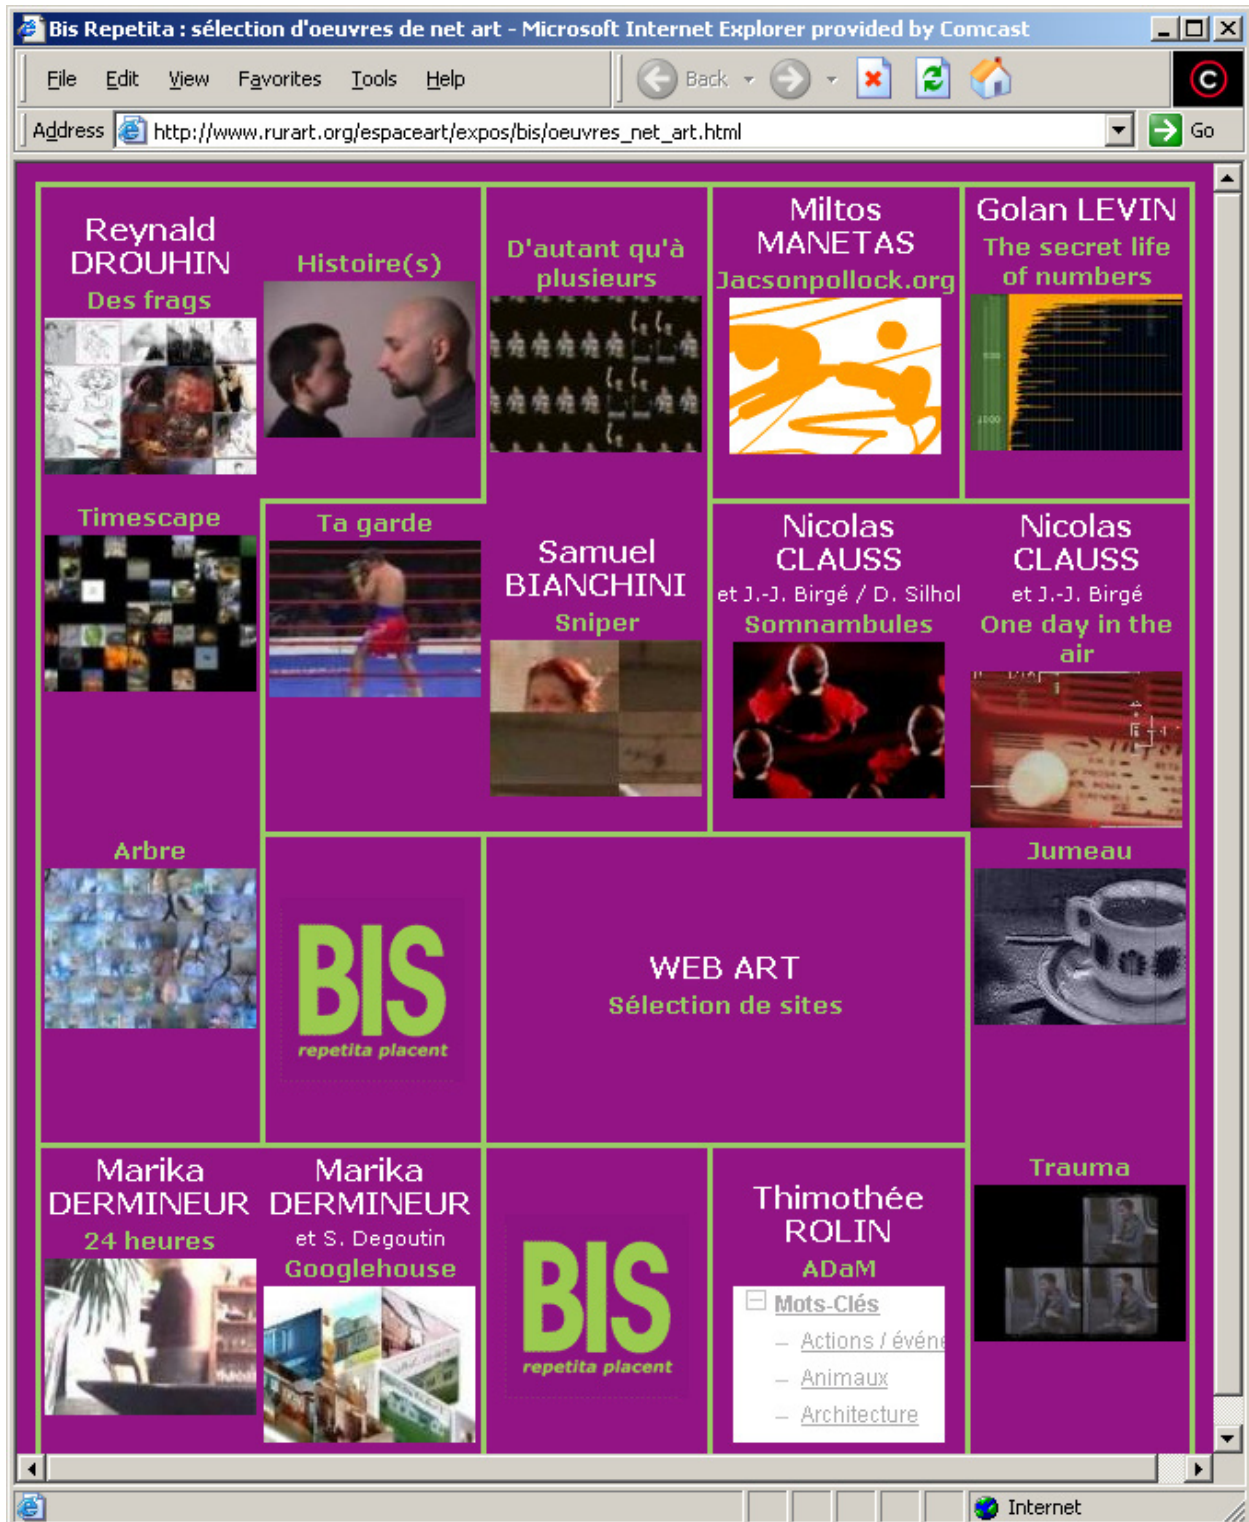 Bis Repetita : sélection d'oeuvres de net art - Microsoft Internet Explorer provided by Comcast
File Edit View Favorites Tools Help
Back
Address http://www.rurart.org/espaceart/expos/bis/oeuvres_net_art.html Go
Reynald
DROUHIN
Des frags
Histoire(s)
D'autant qu'à
plusieurs
Miltos
MANETAS
Jacsonpollock.org
Golan LEVIN
The secret life
of numbers
Timescape
Ta garde
Samuel
BIANCHINI
Sniper
Nicolas
CLAUSS
et J.-J. Birgé / D. Silhol
Somnambules
Nicolas
CLAUSS
et J.-J. Birgé
One day in the
air
Arbre
BIS
repetita placent
WEB ART
Sélection de sites
Jumeau
Marika
DERMINEUR
24 heures
Marika
DERMINEUR
et S. Degoutin
Googlehouse
BIS
repetita placent
Thimothée
ROLIN
ADaM
Mots-Clés
Actions / événe
Animaux
Architecture
Trauma
Internet